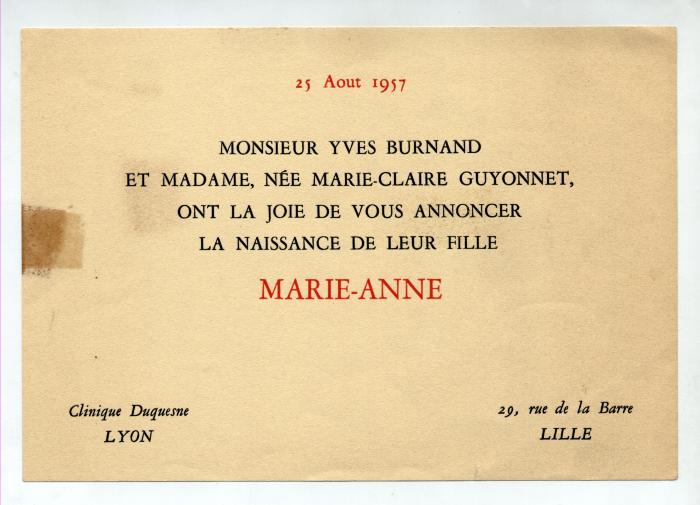 25 Aout 1957
MONSIEUR YVES BURNAND
ET MADAME, NÉE MARIE-CLAIRE GUYONNET,
ONT LA JOIE DE VOUS ANNONCER
LA NAISSANCE DE LEUR FILLE
MARIE-ANNE
Clinique Duquesne
LYON
29, rue de la Barre
LILLE